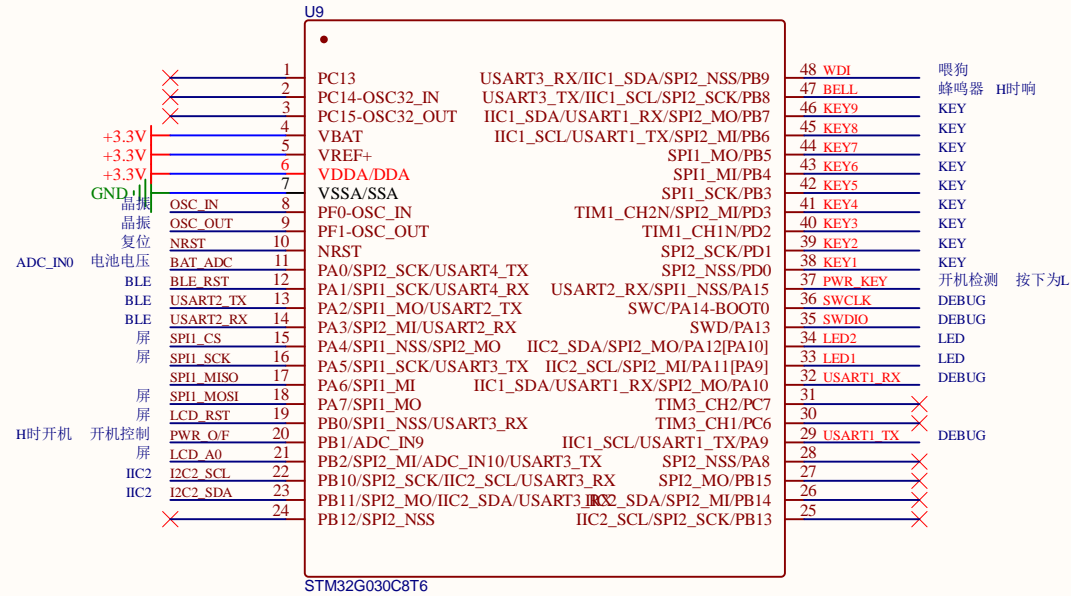 U9
1 PC13
2 PC14-OSC32_IN
3 PC15-OSC32_OUT
+3.3V 4 VBAT
+3.3V 5 VREF+
+3.3V 6 VDDA/DDA
GND 7 VSSA/SSA
晶振 OSC_IN 8 PF0-OSC_IN
晶振 OSC_OUT 9 PF1-OSC_OUT
复位 NRST 10 NRST
ADC_IN0 电池电压 BAT_ADC 11 PA0/SPI2_SCK/USART4_TX
BLE BLE_RST 12 PA1/SPI1_SCK/USART4_RX
BLE USART2_TX 13 PA2/SPI1_MO/USART2_TX
BLE USART2_RX 14 PA3/SPI2_MI/USART2_RX
屏 SPI1_CS 15 PA4/SPI1_NSS/SPI2_MO
屏 SPI1_SCK 16 PA5/SPI1_SCK/USART3_TX
SPI1_MISO 17 PA6/SPI1_MI
屏 SPI1_MOSI 18 PA7/SPI1_MO
屏 LCD_RST 19 PB0/SPI1_NSS/USART3_RX
H时开机 开机控制 PWR_O/F 20 PB1/ADC_IN9
屏 LCD_A0 21 PB2/SPI2_MI/ADC_IN10/USART3_TX
IIC2 I2C2_SCL 22 PB10/SPI2_SCK/IIC2_SCL/USART3_RX
IIC2 I2C2_SDA 23 PB11/SPI2_MO/IIC2_SDA/USART3_RX
24 PB12/SPI2_NSS
USART3_RX/IIC1_SDA/SPI2_NSS/PB9 48 WDI 喂狗
USART3_TX/IIC1_SCL/SPI2_SCK/PB8 47 BELL 蜂鸣器 H时响
IIC1_SDA/USART1_RX/SPI2_MO/PB7 46 KEY9 KEY
IIC1_SCL/USART1_TX/SPI2_MI/PB6 45 KEY8 KEY
SPI1_MO/PB5 44 KEY7 KEY
SPI1_MI/PB4 43 KEY6 KEY
SPI1_SCK/PB3 42 KEY5 KEY
TIM1_CH2N/SPI2_MI/PD3 41 KEY4 KEY
TIM1_CH1N/PD2 40 KEY3 KEY
SPI2_SCK/PD1 39 KEY2 KEY
SPI2_NSS/PD0 38 KEY1 KEY
USART2_RX/SPI1_NSS/PA15 37 PWR_KEY 开机检测 按下为L
SWC/PA14-BOOT0 36 SWCLK DEBUG
SWD/PA13 35 SWDIO DEBUG
IIC2_SDA/SPI2_MO/PA12[PA10] 34 LED2 LED
IIC2_SCL/SPI2_MI/PA11[PA9] 33 LED1 LED
IIC1_SDA/USART1_RX/SPI2_MO/PA10 32 USART1_RX DEBUG
TIM3_CH2/PC7 31
TIM3_CH1/PC6 30
IIC1_SCL/USART1_TX/PA9 29 USART1_TX DEBUG
SPI2_NSS/PA8 28
SPI2_MO/PB15 27
IIC2_SDA/SPI2_MI/PB14 26
IIC2_SCL/SPI2_SCK/PB13 25
STM32G030C8T6